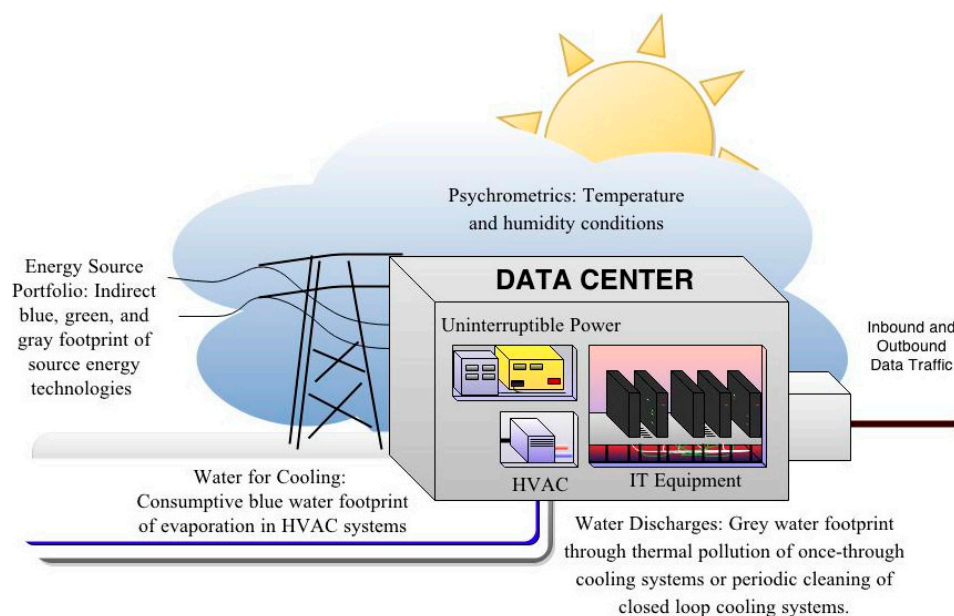 Psychrometrics: Temperature
and humidity conditions
Energy Source
Portfolio: Indirect
blue, green, and
gray footprint of
source energy
technologies
DATA CENTER
Uninterruptible Power
HVAC
IT Equipment
Inbound and
Outbound
Data Traffic
Water for Cooling:
Consumptive blue water footprint
of evaporation in HVAC systems
Water Discharges: Grey water footprint
through thermal pollution of once-through
cooling systems or periodic cleaning of
closed loop cooling systems.